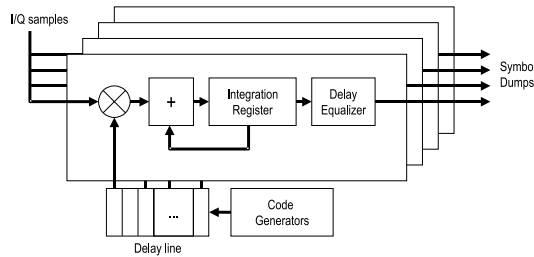 I/Q samples
+
Integration
Register
Delay
Equalizer
Symbo
Dumps
...
Code
Generators
Delay line